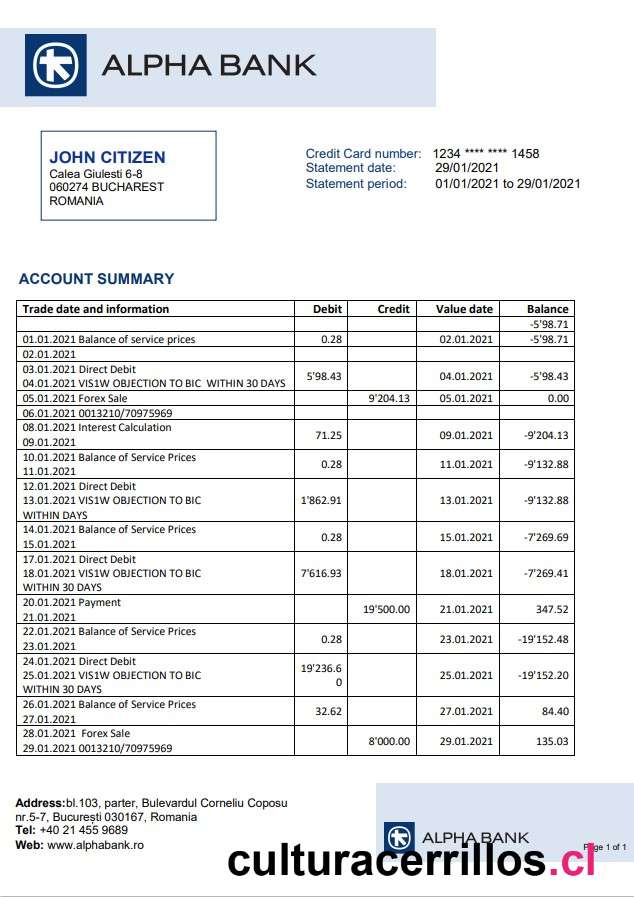 ALPHA BANK
JOHN CITIZEN
Calea Giulesti 6-8
060274 BUCHAREST
ROMANIA
Credit Card number: 1234 **** **** 1458
Statement date: 29/01/2021
Statement period: 01/01/2021 to 29/01/2021
ACCOUNT SUMMARY
Trade date and information Debit Credit Value date Balance
-5'98.71
01.01.2021 Balance of service prices 0.28 02.01.2021 -5'98.71
02.01.2021
03.01.2021 Direct Debit
04.01.2021 VIS1W OBJECTION TO BIC WITHIN 30 DAYS 5'98.43 04.01.2021 -5'98.43
05.01.2021 Forex Sale 9'204.13 05.01.2021 0.00
06.01.2021 0013210/70975969
08.01.2021 Interest Calculation
09.01.2021 71.25 09.01.2021 -9'204.13
10.01.2021 Balance of Service Prices
11.01.2021 0.28 11.01.2021 -9'132.88
12.01.2021 Direct Debit
13.01.2021 VIS1W OBJECTION TO BIC 1'862.91 13.01.2021 -9'132.88
WITHIN DAYS
14.01.2021 Balance of Service Prices
15.01.2021 0.28 15.01.2021 -7'269.69
17.01.2021 Direct Debit
18.01.2021 VIS1W OBJECTION TO BIC 7'616.93 18.01.2021 -7'269.41
WITHIN 30 DAYS
20.01.2021 Payment
21.01.2021 19'500.00 21.01.2021 347.52
22.01.2021 Balance of Service Prices
23.01.2021 0.28 23.01.2021 -19'152.48
24.01.2021 Direct Debit
25.01.2021 VIS1W OBJECTION TO BIC 19'236.60 25.01.2021 -19'152.20
WITHIN 30 DAYS
26.01.2021 Balance of Service Prices
27.01.2021 32.62 27.01.2021 84.40
28.01.2021 Forex Sale
29.01.2021 0013210/70975969 8'000.00 29.01.2021 135.03
Address:bl.103, parter, Bulevardul Corneliu Coposu
nr.5-7, București 030167, Romania
Tel: +40 21 455 9689
Web: www.alphabank.ro
ALPHA BANK
Page 1 of 1
culturacerrillos.cl